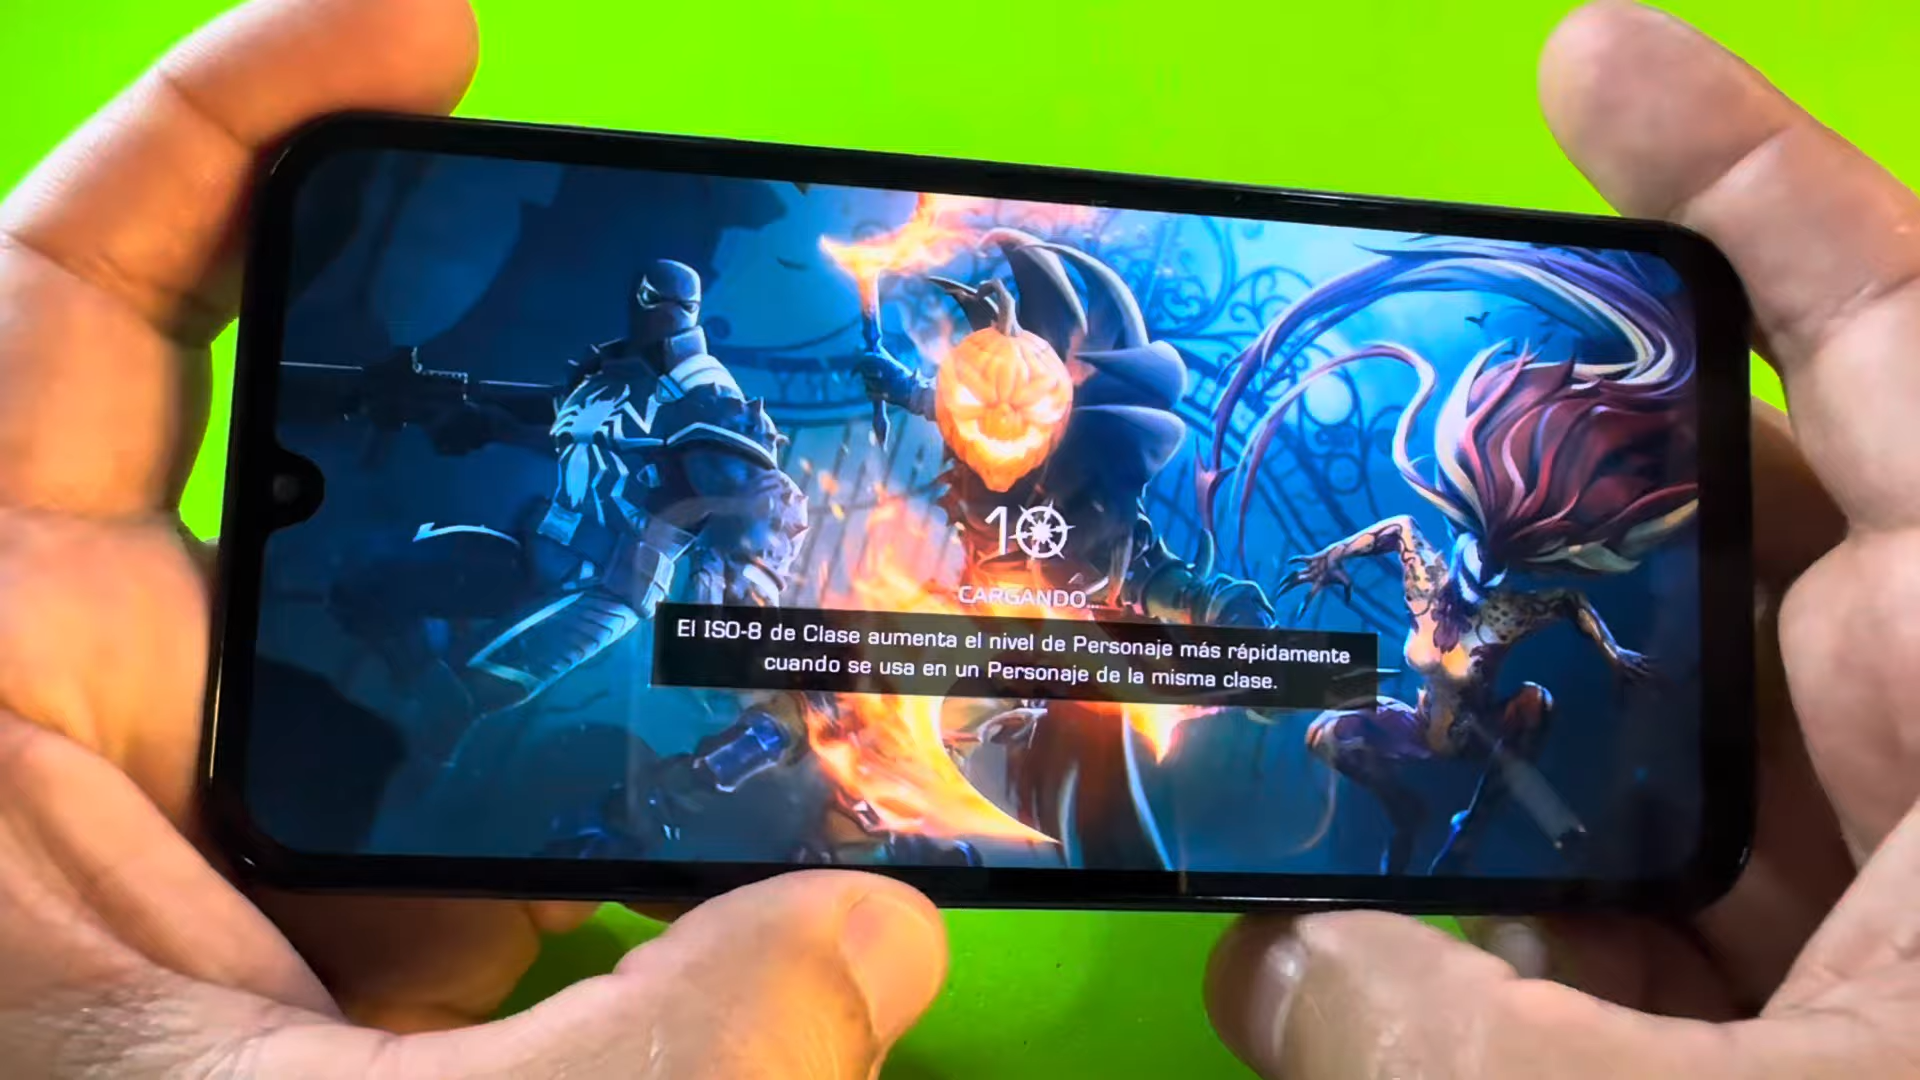 10
CARGANDO...
El ISO-8 de Clase aumenta el nivel de Personaje más rápidamente
cuando se usa en un Personaje de la misma clase.